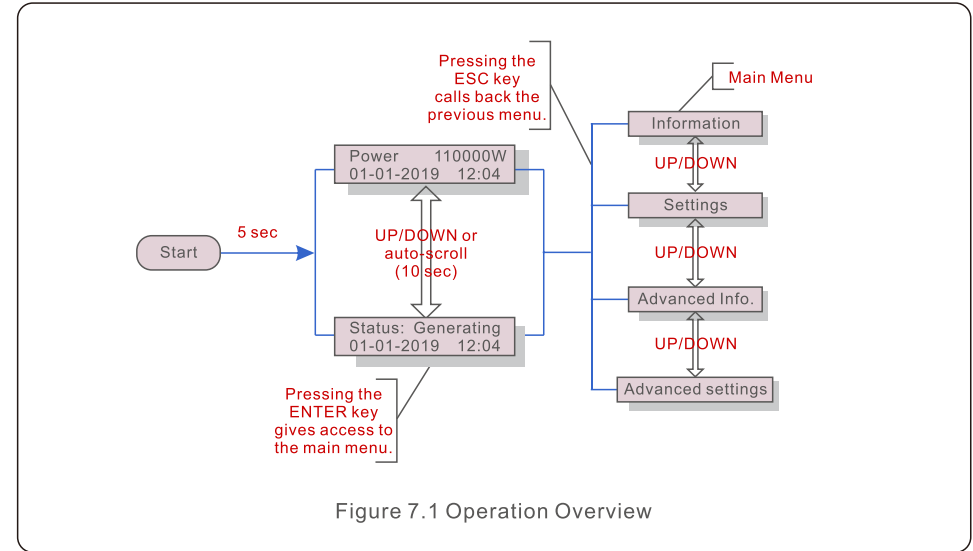 Pressing the
ESC key
calls back the
previous menu.
Main Menu
Information
UP/DOWN
Power 110000W
01-01-2019 12:04
Settings
5 sec
Start
UP/DOWN or
auto-scroll
(10 sec)
UP/DOWN
Advanced Info.
Status: Generating
01-01-2019 12:04
UP/DOWN
Advanced settings
Pressing the
ENTER key
gives access to
the main menu.
Figure 7.1 Operation Overview